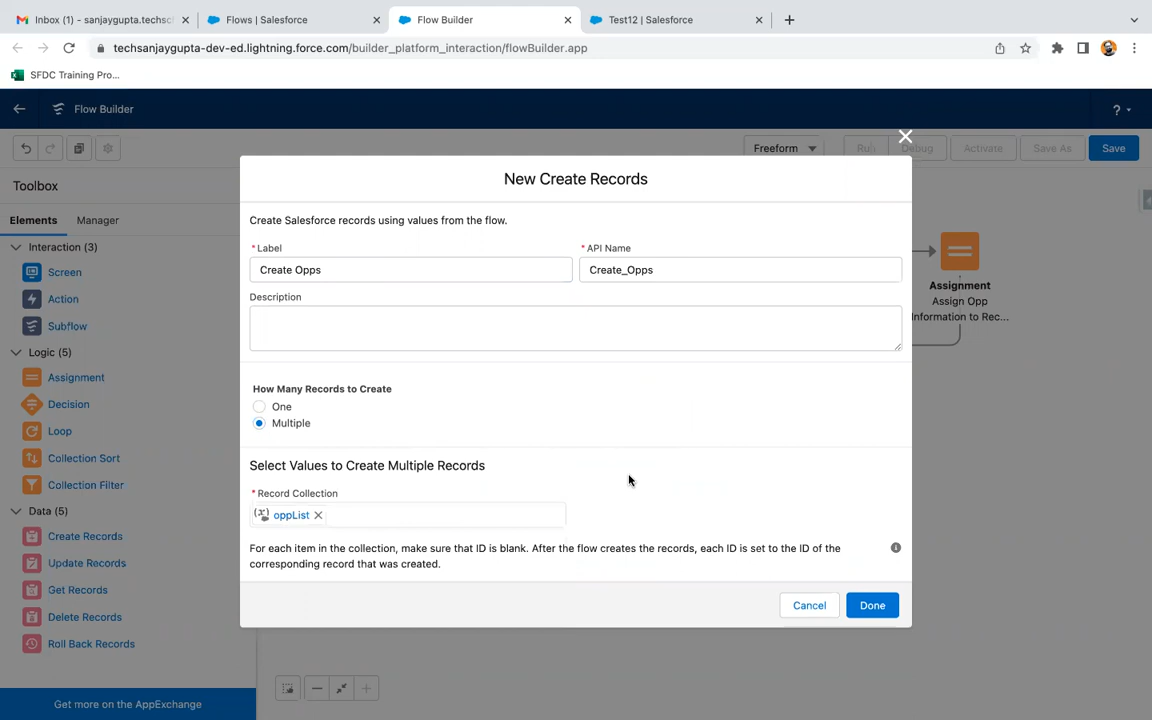 Inbox (1) - sanjaygupta.techsc
Flows | Salesforce
Flow Builder
Test12 | Salesforce
techsanjaygupta-dev-ed.lightning.force.com/builder_platform_interaction/flowBuilder.app
SFDC Training Pro...
Flow Builder
?
Freeform
Run
Debug
Activate
Save As
Save
Toolbox
New Create Records
Elements
Manager
Create Salesforce records using values from the flow.
Interaction (3)
* Label
* API Name
Screen
Create Opps
Create_Opps
Action
Description
Subflow
Assignment
Assign Opp
Information to Rec...
Logic (5)
Assignment
How Many Records to Create
Decision
One
Loop
Multiple
Collection Sort
Select Values to Create Multiple Records
Collection Filter
* Record Collection
Data (5)
oppList
Create Records
For each item in the collection, make sure that ID is blank. After the flow creates the records, each ID is set to the ID of the
corresponding record that was created.
Update Records
Get Records
Cancel
Done
Delete Records
Roll Back Records
Get more on the AppExchange